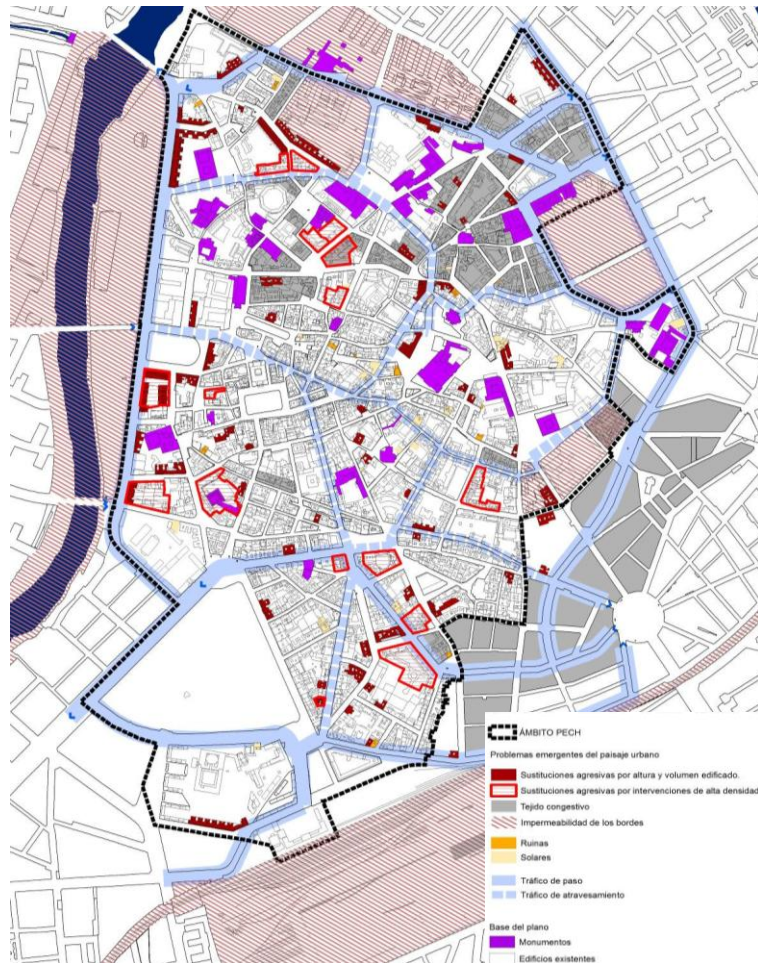 ÁMBITO PECH
Problemas emergentes del paisaje urbano
Sustituciones agresivas por altura y volumen edificado.
Sustituciones agresivas por intervenciones de alta densidad
Tejido congestivo
Impermeabilidad de los bordes
Ruinas
Solares
Tráfico de paso
Tráfico de atravesamiento
Base del plano
Monumentos
Edificios existentes